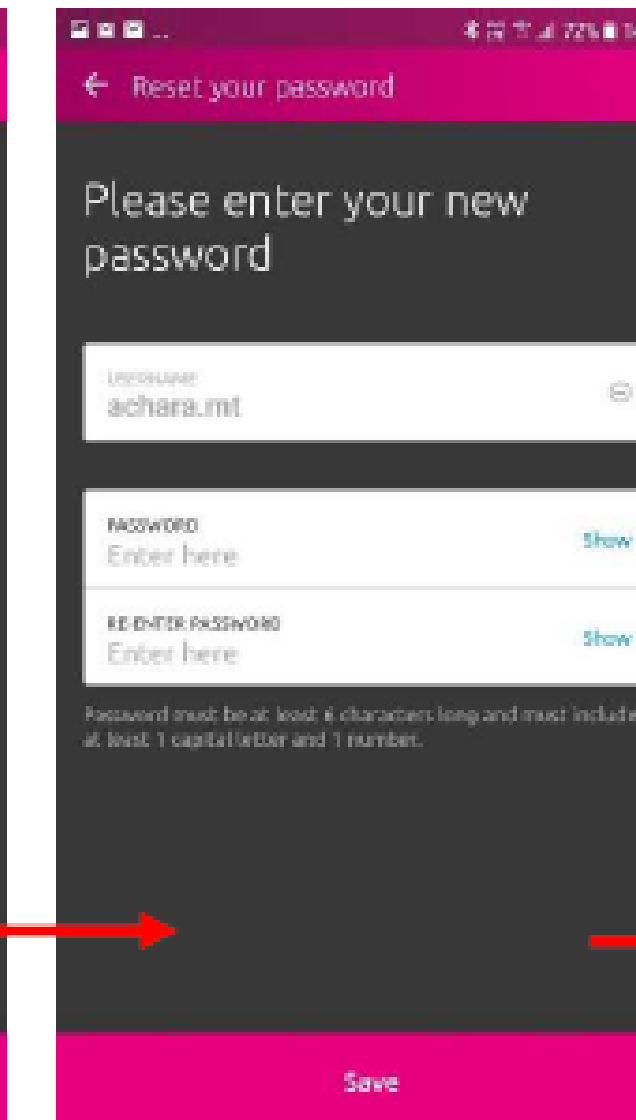 72%
Reset your password
Please enter your new
password
USERNAME
achara.mt
PASSWORD
Enter here
Show
RE-ENTER PASSWORD
Enter here
Show
Password must be at least 6 characters long and must include
at least 1 capital letter and 1 number.
Save